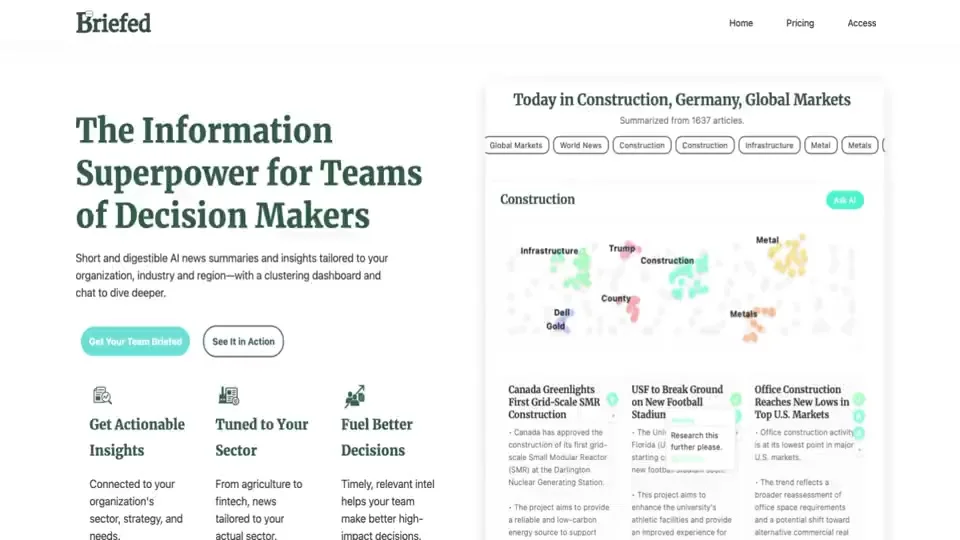 Briefed
Home
Pricing
Access
The Information
Superpower for Teams
of Decision Makers
Short and digestible AI news summaries and insights tailored to your
organization, industry and region—with a clustering dashboard and
chat to dive deeper.
Get Your Team Briefed
See It in Action
Get Actionable
Insights
Connected to your
organization's
sector, strategy, and
needs.
Tuned to Your
Sector
From agriculture to
fintech, news
tailored to your
actual sector.
Fuel Better
Decisions
Timely, relevant intel
helps your team
make better high-
impact decisions.
Today in Construction, Germany, Global Markets
Summarized from 1637 articles.
Global Markets
World News
Construction
Construction
Infrastructure
Metal
Metals
Construction
Ask AI
Infrastructure
Trump
Construction
Metal
County
Dell
Gold
Metals
Canada Greenlights
First Grid-Scale SMR
Construction
• Canada has approved the
construction of its first grid-
scale Small Modular Reactor
(SMR) at the Darlington
Nuclear Generating Station.
• The project aims to provide
a reliable and low-carbon
energy source to support
USF to Break Ground
on New Football
Stadium
• The Uni
Florida (U
starting c
new football stadium soon.
Research this
further please.
• This project aims to
enhance the university's
athletic facilities and provide
an improved experience for
Office Construction
Reaches New Lows in
Top U.S. Markets
• Office construction activity
is at its lowest point in major
U.S. markets.
• The trend reflects a
broader reassessment of
office space requirements
and a potential shift toward
alternative commercial real